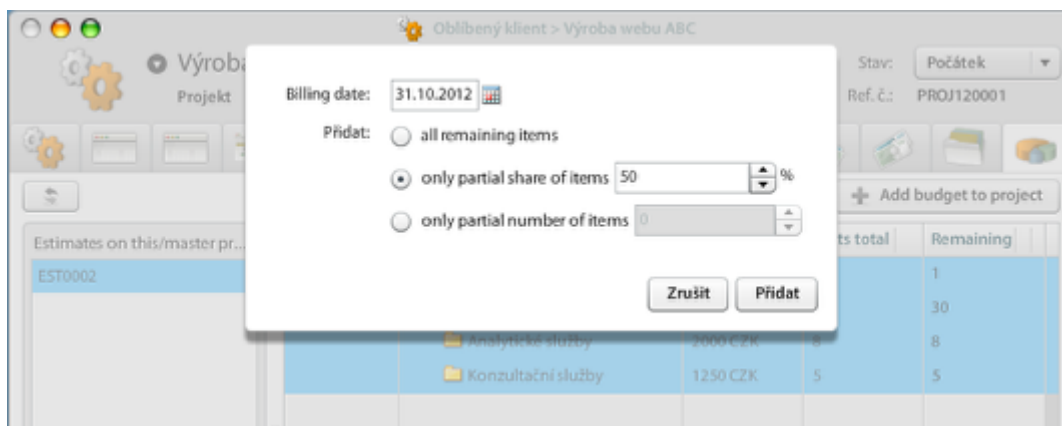 Oblíbený klient > Výroba webu ABC
Výrob
Projekt
Stav: Počátek
Ref. č.: PROJ120001
Billing date: 31.10.2012
Přidat: all remaining items
only partial share of items 50 %
only partial number of items 0
Zrušit Přidat
Add budget to project
Estimates on this/master pr...
ts total Remaining
EST0002
1
30
Analytické služby 2000 CZK 8 8
Konzultační služby 1250 CZK 5 5